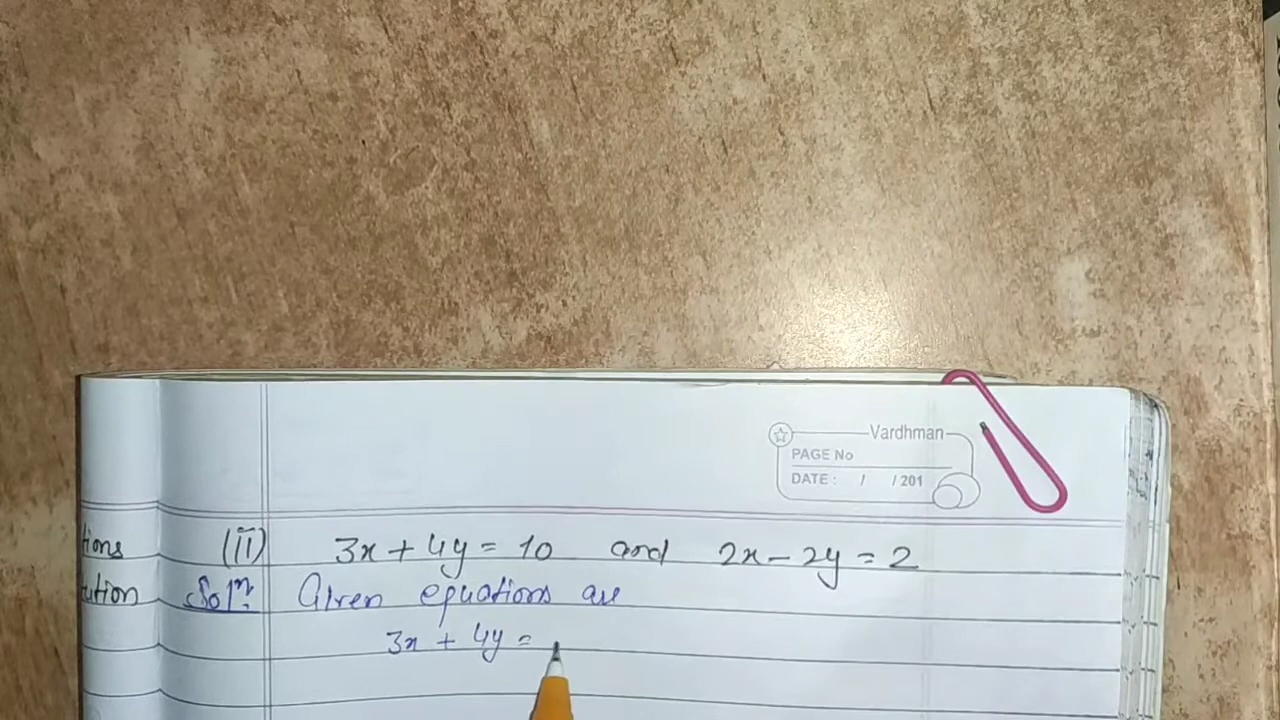 Vardhman
PAGE No
DATE : / / 201
tions (ii) 3x + 4y = 10 and 2x - 2y = 2
ution Solⁿ. Given equations are
3x + 4y =